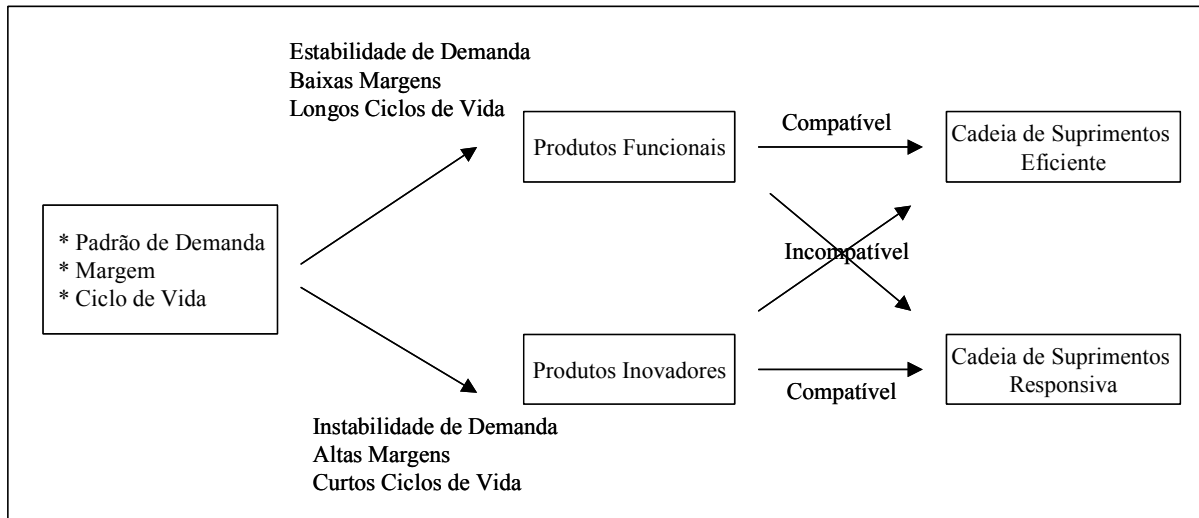 Estabilidade de Demanda
Baixas Margens
Longos Ciclos de Vida
Compatível
Produtos Funcionais
Cadeia de Suprimentos
Eficiente
* Padrão de Demanda
* Margem
* Ciclo de Vida
Incompatível
Produtos Inovadores
Cadeia de Suprimentos
Responsiva
Compatível
Instabilidade de Demanda
Altas Margens
Curtos Ciclos de Vida